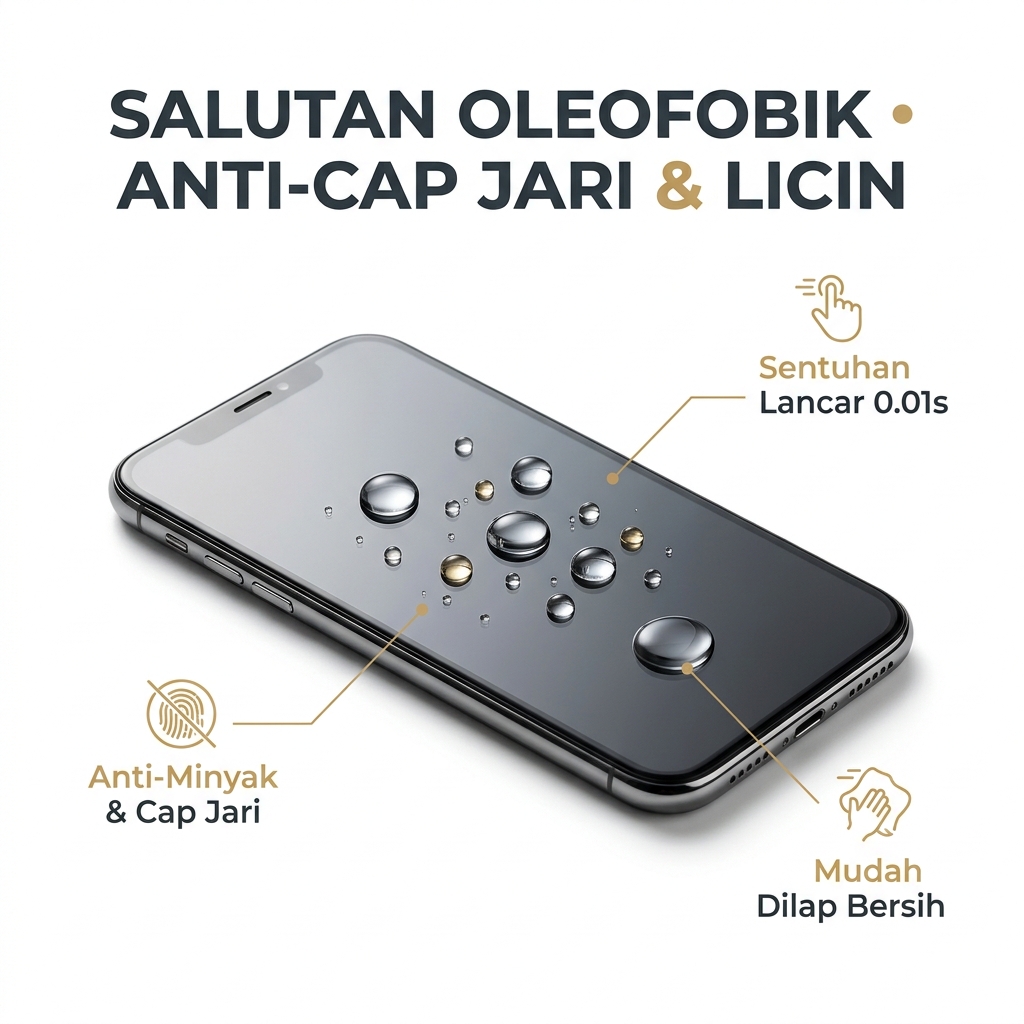 SALUTAN OLEOFOBIK •
ANTI-CAP JARI & LICIN
Sentuhan
Lancar 0.01s
Anti-Minyak
& Cap Jari
Mudah
Dilap Bersih